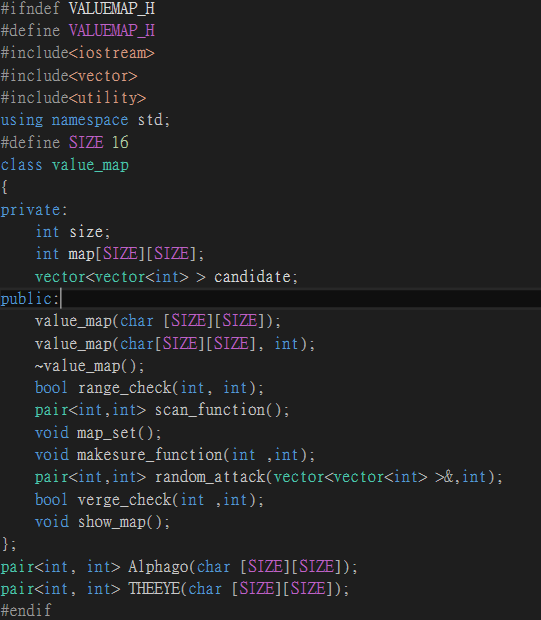 #ifndef VALUEMAP_H
#define VALUEMAP_H
#include<iostream>
#include<vector>
#include<utility>
using namespace std;
#define SIZE 16
class value_map
{
private:
    int size;
    int map[SIZE][SIZE];
    vector<vector<int> > candidate;
public:
    value_map(char [SIZE][SIZE]);
    value_map(char[SIZE][SIZE], int);
    ~value_map();
    bool range_check(int, int);
    pair<int,int> scan_function();
    void map_set();
    void makesure_function(int ,int);
    pair<int,int> random_attack(vector<vector<int> >&,int);
    bool verge_check(int ,int);
    void show_map();
};
pair<int, int> Alphago(char [SIZE][SIZE]);
pair<int, int> THEEYE(char [SIZE][SIZE]);
#endif